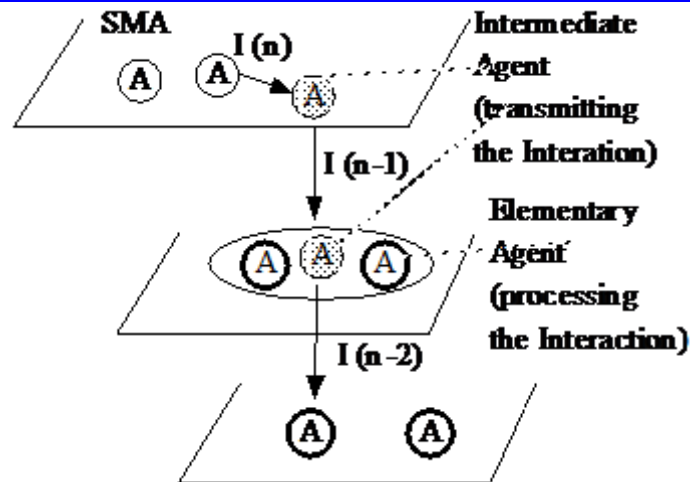 SMA
I (n)
A
A
A
Intermediate
Agent
(transmitting
the Interation)
I (n-1)
A
A
A
Elementary
Agent
(processing
the Interaction)
I (n-2)
A
A